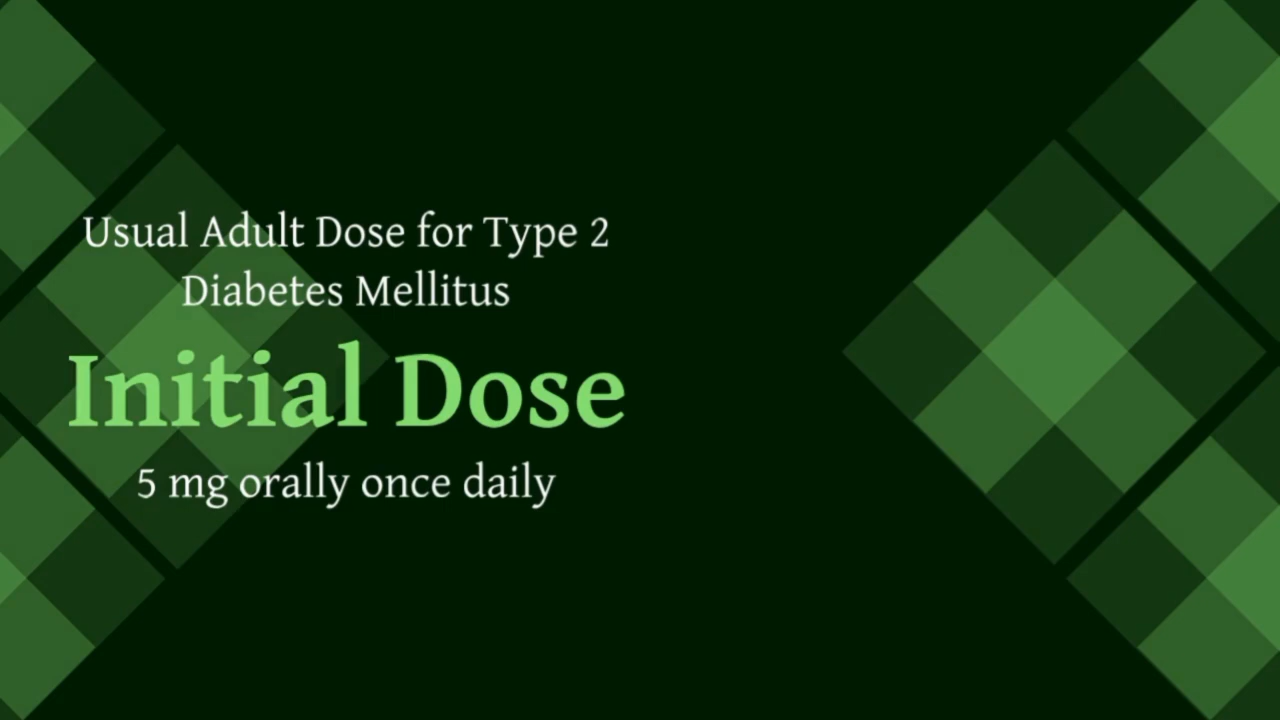 Usual Adult Dose for Type 2
Diabetes Mellitus
Initial Dose
5 mg orally once daily